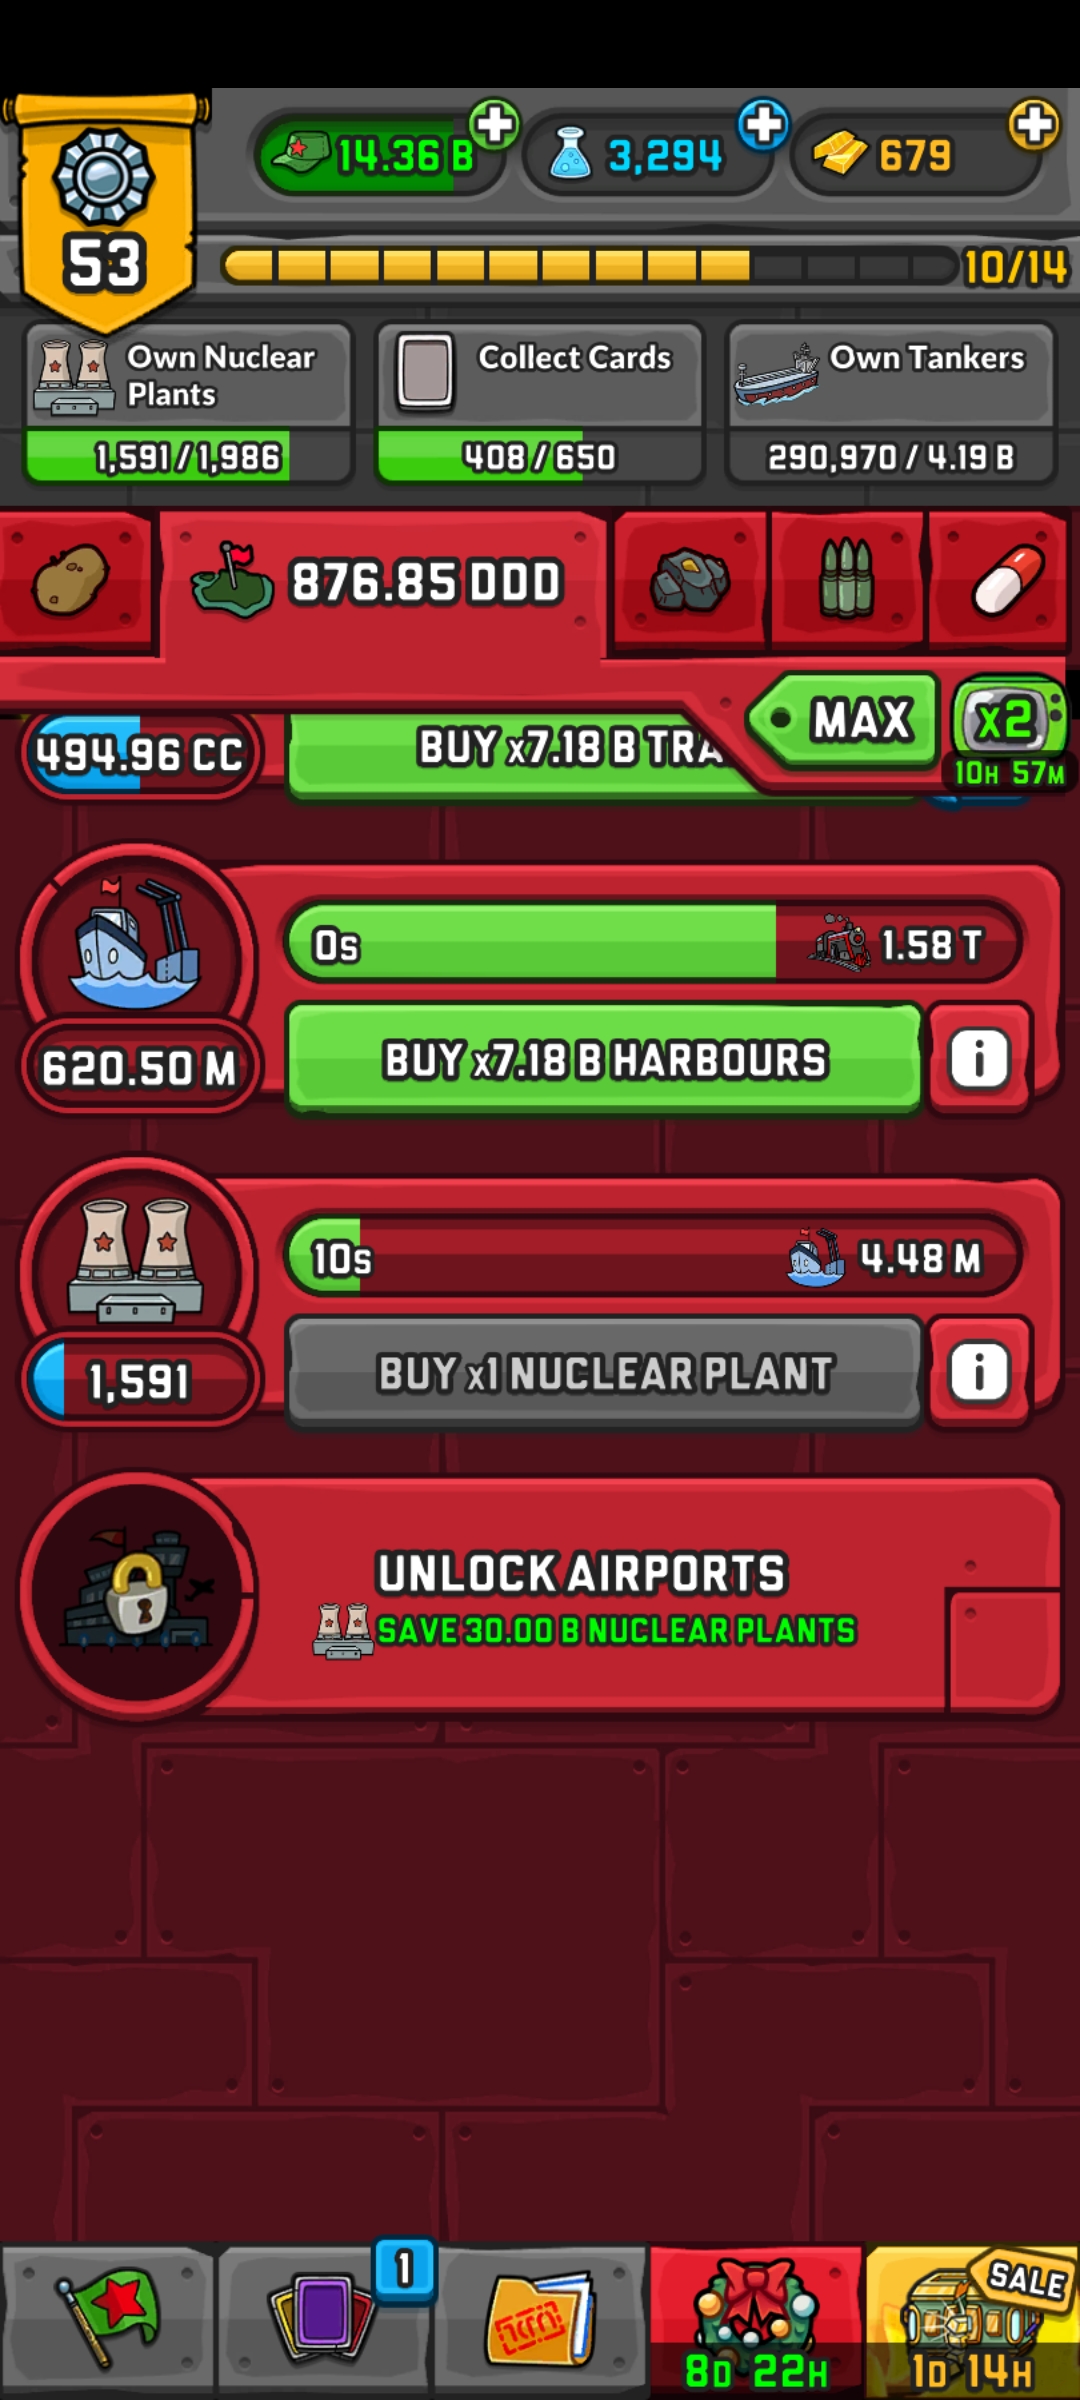 53
14.36 B
3,294
679
10/14
Own Nuclear
Plants
1,591/1,986
Collect Cards
408/650
Own Tankers
290,970/4.19 B
876.85 DDD
494.96 CC
BUY x7.18 B TRA
MAX
x2
10H 57M
0s
1.58 T
620.50 M
BUY x7.18 B HARBOURS
i
10s
4.48 M
1,591
BUY x1 NUCLEAR PLANT
i
UNLOCK AIRPORTS
SAVE 30.00 B NUCLEAR PLANTS
1
8D 22H
SALE
1D 14H